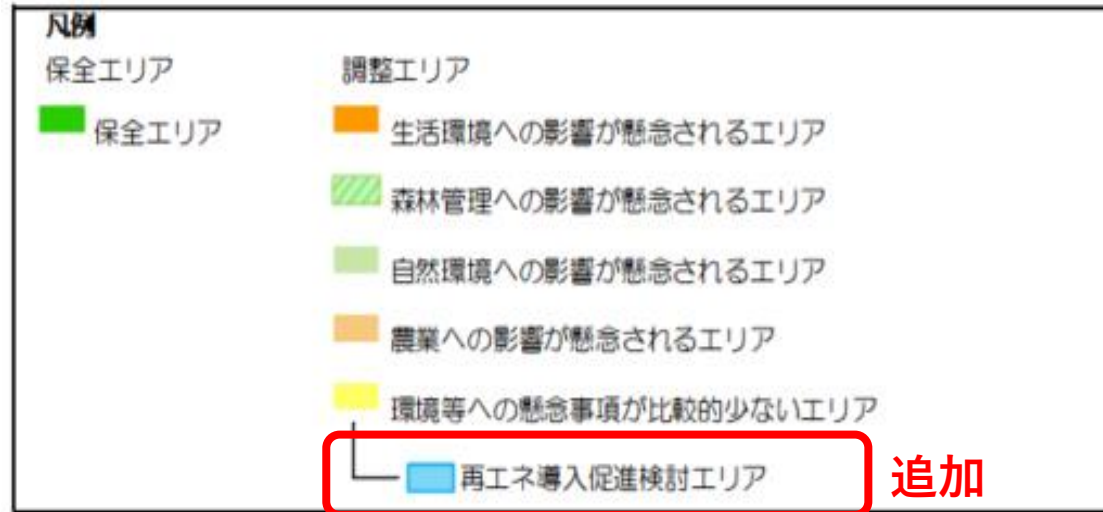 凡例
保全エリア
調整エリア
保全エリア
生活環境への影響が懸念されるエリア
森林管理への影響が懸念されるエリア
自然環境への影響が懸念されるエリア
農業への影響が懸念されるエリア
環境等への懸念事項が比較的少ないエリア
再エネ導入促進検討エリア
追加